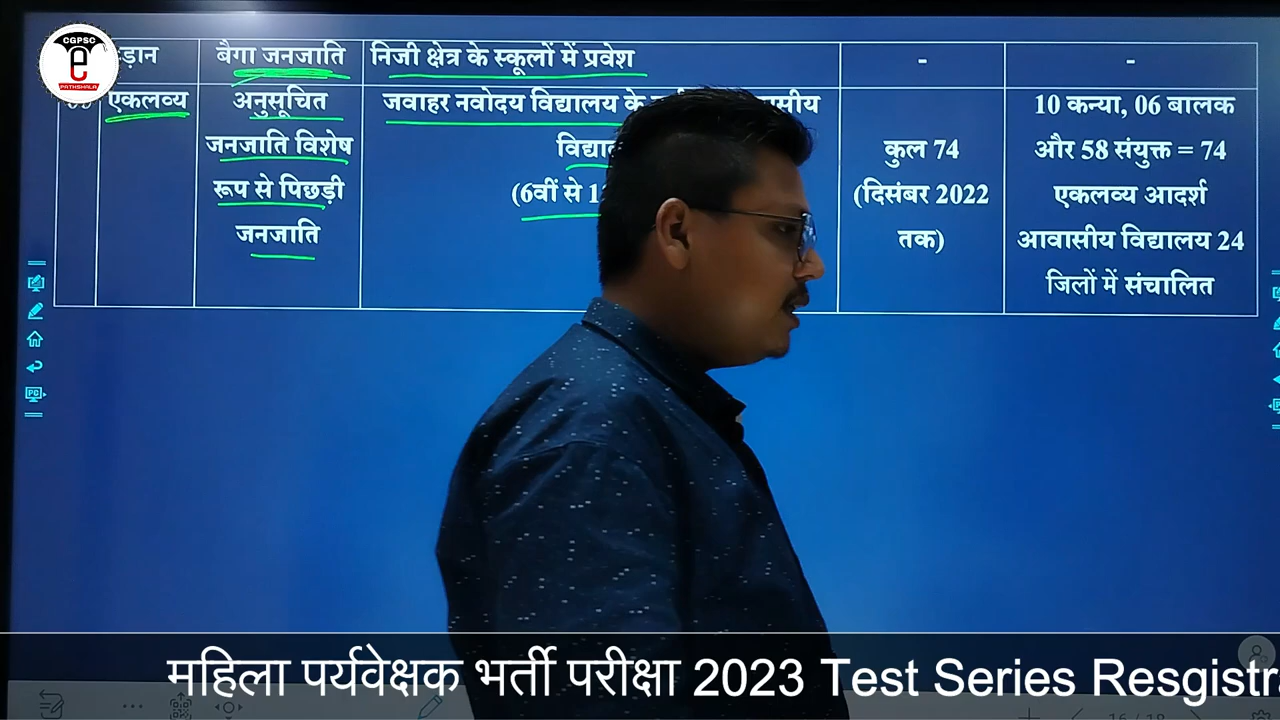 CGPSC
e
PATHSHALA
बैगा जनजाति
निजी क्षेत्र के स्कूलों में प्रवेश
-
-
एकलव्य
अनुसूचित
जनजाति विशेष
रूप से पिछड़ी
जनजाति
जवाहर नवोदय विद्यालय के
(6वीं से
कुल 74
(दिसंबर 2022
तक)
10 कन्या, 06 बालक
और 58 संयुक्त = 74
एकलव्य आदर्श
आवासीय विद्यालय 24
जिलों में संचालित
महिला पर्यवेक्षक भर्ती परीक्षा 2023 Test Series